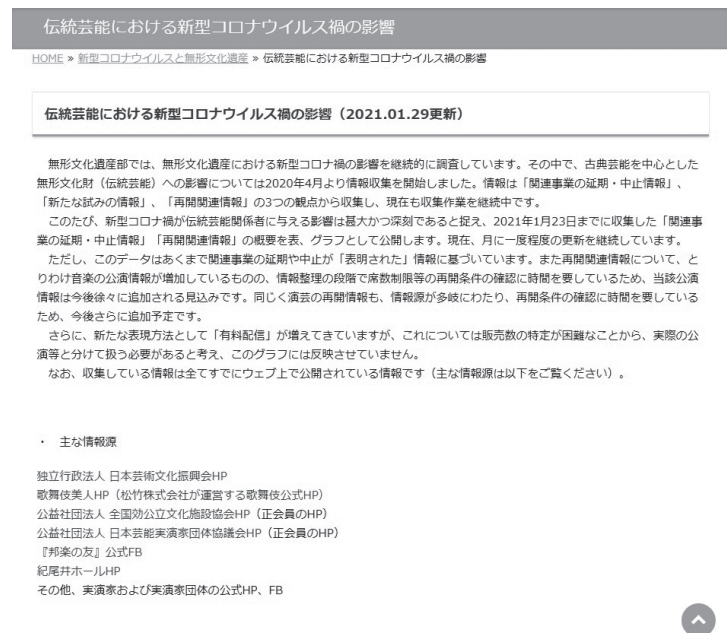 伝統芸能における新型コロナウイルス禍の影響
HOME » 新型コロナウイルスと無形文化遺産 » 伝統芸能における新型コロナウイルス禍の影響
伝統芸能における新型コロナウイルス禍の影響（2021.01.29更新）
無形文化遺産部では、無形文化遺産における新型コロナ禍の影響を継続的に調査しています。その中で、古典芸能を中心とした
無形文化財（伝統芸能）への影響については2020年4月より情報収集を開始しました。情報は「関連事業の延期・中止情報」、
「新たな試みの情報」、「再開関連情報」の3つの観点から収集し、現在も収集作業を継続中です。
このたび、新型コロナ禍が伝統芸能関係者に与える影響は甚大かつ深刻であると捉え、2021年1月23日までに収集した「関連事
業の延期・中止情報」「再開関連情報」の概要を表、グラフとして公開します。現在、月に一度程度の更新を継続しています。
ただし、このデータはあくまで関連事業の延期や中止が「表明された」情報に基づいています。また再開関連情報について、と
りわけ音楽の公演情報が増加しているものの、情報整理の段階で席数制限等の再開条件の確認に時間を要しているため、当該公演
情報は今後徐々に追加される見込みです。同じく演芸の再開情報も、情報源が多岐にわたり、再開条件の確認に時間を要している
ため、今後さらに追加予定です。
さらに、新たな表現方法として「有料配信」が増えてきていますが、これについては販売数の特定が困難なことから、実際の公
演等と分けて扱う必要があると考え、このグラフには反映させていません。
なお、収集している情報は全てすでにウェブ上で公開されている情報です（主な情報源は以下をご覧ください）。
・ 主な情報源
独立行政法人 日本芸術文化振興会HP
歌舞伎美人HP（松竹株式会社が運営する歌舞伎公式HP）
公益社団法人 全国効公立文化施設協会HP（正会員のHP）
公益社団法人 日本芸能実演家団体協議会HP（正会員のHP）
『邦楽の友』公式FB
紀尾井ホールHP
その他、実演家および実演家団体の公式HP、FB